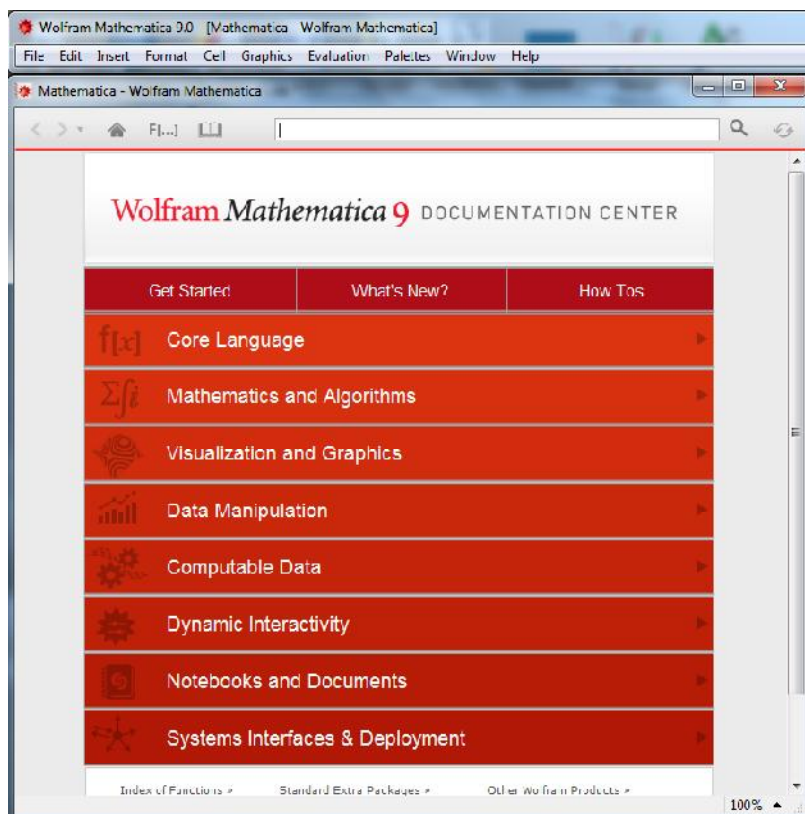 Wolfram Mathematica 9.0 [Mathematica Wolfram Mathematica]
File Edit Insert Format Cell Graphics Evaluation Palettes Window Help
Mathematica - Wolfram Mathematica
F[...]
Wolfram Mathematica 9 DOCUMENTATION CENTER
Get Started What's New? How Tos
f[x] Core Language
Σ∫i Mathematics and Algorithms
Visualization and Graphics
Data Manipulation
Computable Data
Dynamic Interactivity
Notebooks and Documents
Systems Interfaces & Deployment
Index of Functions » Standard Extra Packages » Other Wolfram Products »
100%